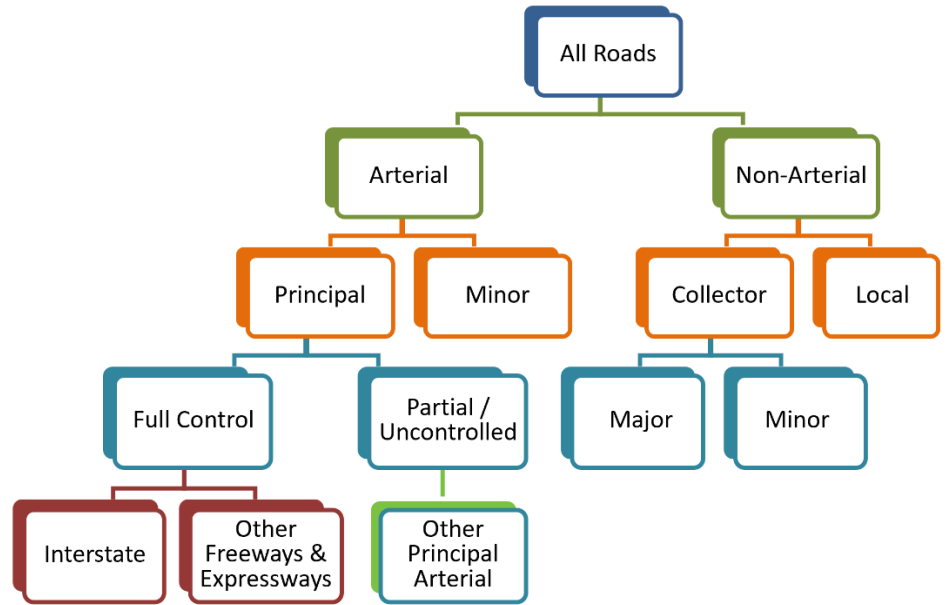 All Roads
Arterial
Non-Arterial
Principal
Minor
Collector
Local
Full Control
Partial /
Uncontrolled
Major
Minor
Interstate
Other
Freeways &
Expressways
Other
Principal
Arterial